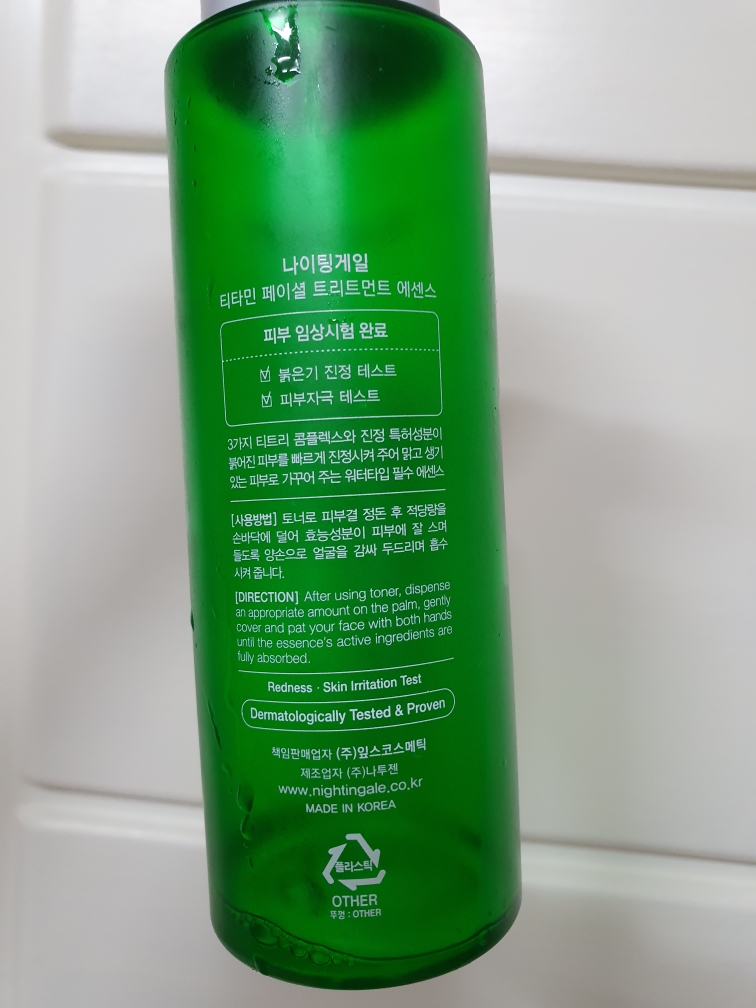 나이팅게일
티타민 페이셜 트리트먼트 에센스
피부 임상시험 완료
☑ 붉은기 진정 테스트
☑ 피부자극 테스트
3가지 티트리 콤플렉스와 진정 특허성분이
붉어진 피부를 빠르게 진정시켜 주어 맑고 생기
있는 피부로 가꾸어 주는 워터타입 필수 에센스
[사용방법] 토너로 피부결 정돈 후 적당량을
손바닥에 덜어 효능성분이 피부에 잘 스며
들도록 양손으로 얼굴을 감싸 두드리며 흡수
시켜 줍니다.
[DIRECTION] After using toner, dispense
an appropriate amount on the palm, gently
cover and pat your face with both hands
until the essence's active ingredients are
fully absorbed.
Redness · Skin Irritation Test
Dermatologically Tested & Proven
책임판매업자 (주)잎스코스메틱
제조업자 (주)나투젠
www.nightingale.co.kr
MADE IN KOREA
플라스틱
OTHER
뚜껑 : OTHER